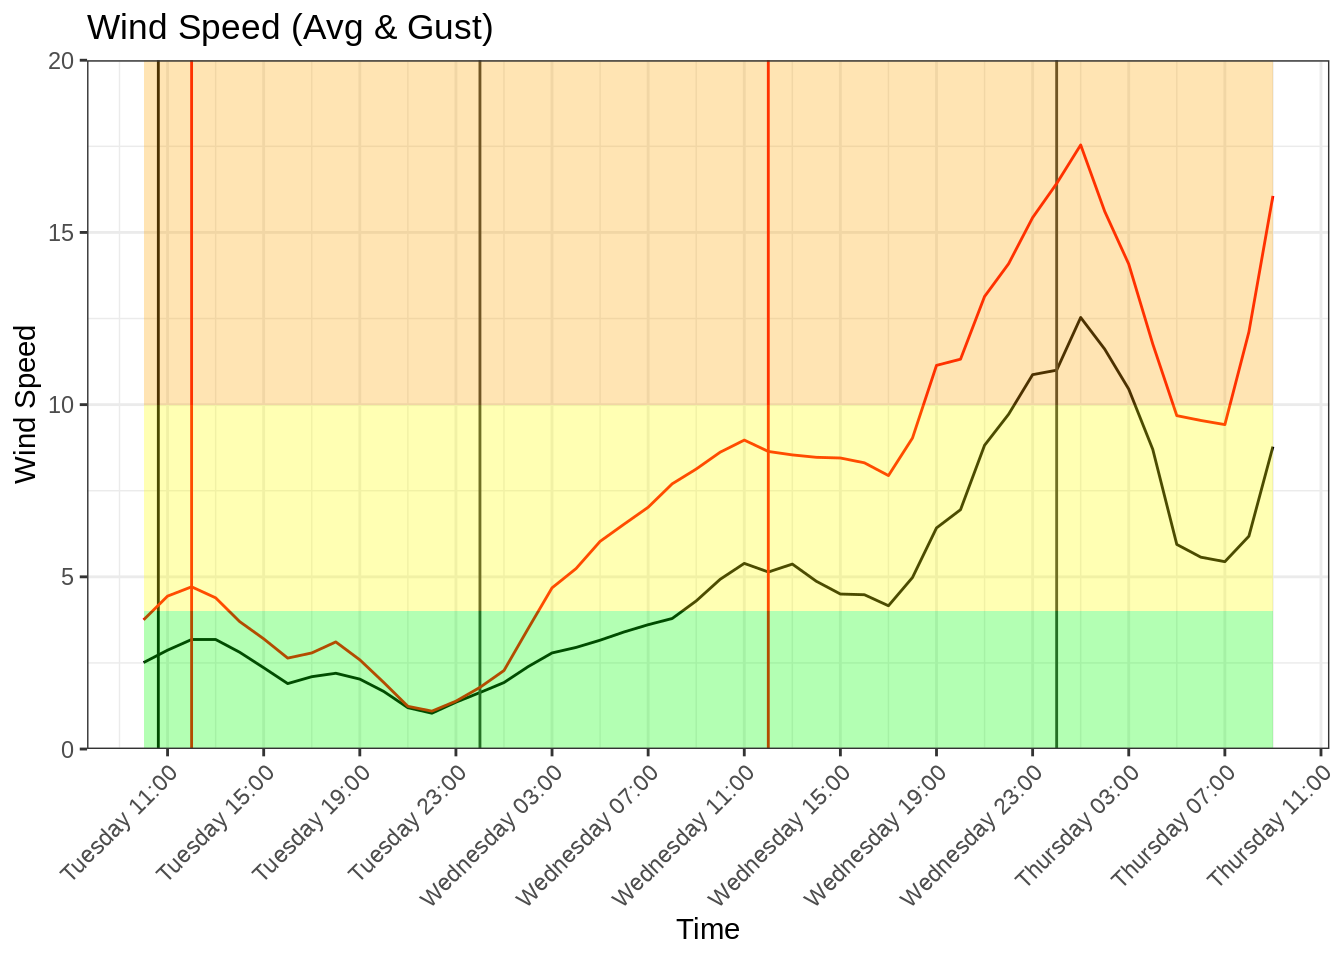 Wind Speed (Avg & Gust)
20
15
10
5
0
Wind Speed
Tuesday 11:00
Tuesday 15:00
Tuesday 19:00
Tuesday 23:00
Wednesday 03:00
Wednesday 07:00
Wednesday 11:00
Wednesday 15:00
Wednesday 19:00
Wednesday 23:00
Thursday 03:00
Thursday 07:00
Thursday 11:00
Time